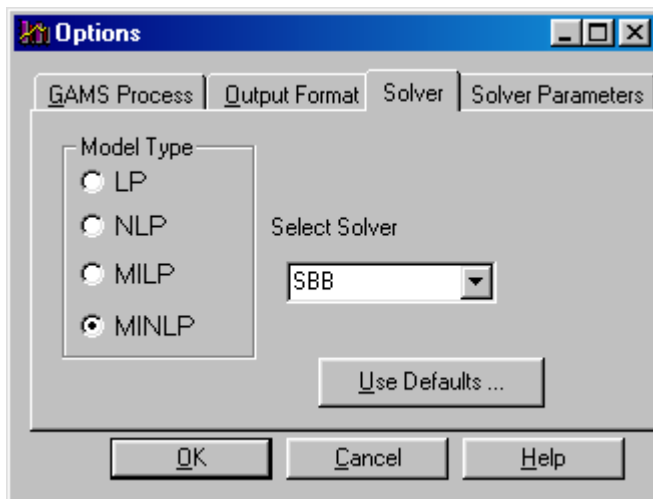 Options
GAMS Process
Output Format
Solver
Solver Parameters
Model Type
LP
NLP
MILP
MINLP
Select Solver
SBB
Use Defaults ...
OK
Cancel
Help